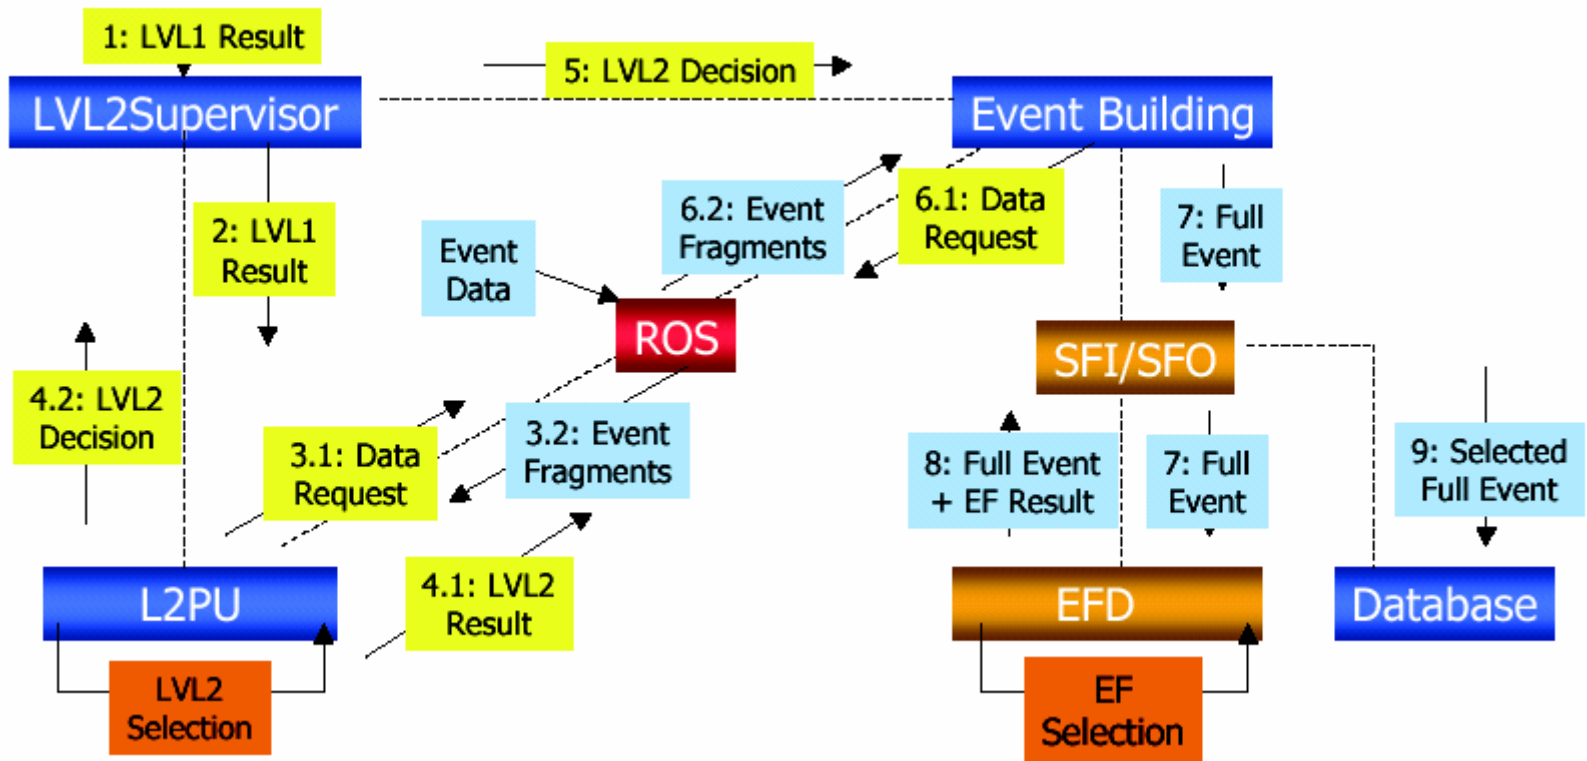 1: LVL1 Result
5: LVL2 Decision
LVL2Supervisor
Event Building
2: LVL1
Result
6.2: Event
Fragments
6.1: Data
Request
7: Full
Event
Event
Data
ROS
SFI/SFO
4.2: LVL2
Decision
3.1: Data
Request
3.2: Event
Fragments
8: Full Event
+ EF Result
7: Full
Event
9: Selected
Full Event
4.1: LVL2
Result
L2PU
EFD
Database
LVL2
Selection
EF
Selection